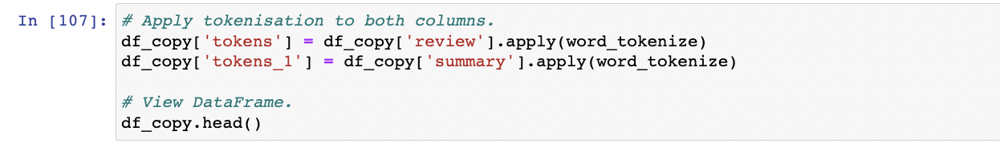 In [107]: # Apply tokenisation to both columns.
df_copy['tokens'] = df_copy['review'].apply(word_tokenize)
df_copy['tokens_1'] = df_copy['summary'].apply(word_tokenize)
# View DataFrame.
df_copy.head()